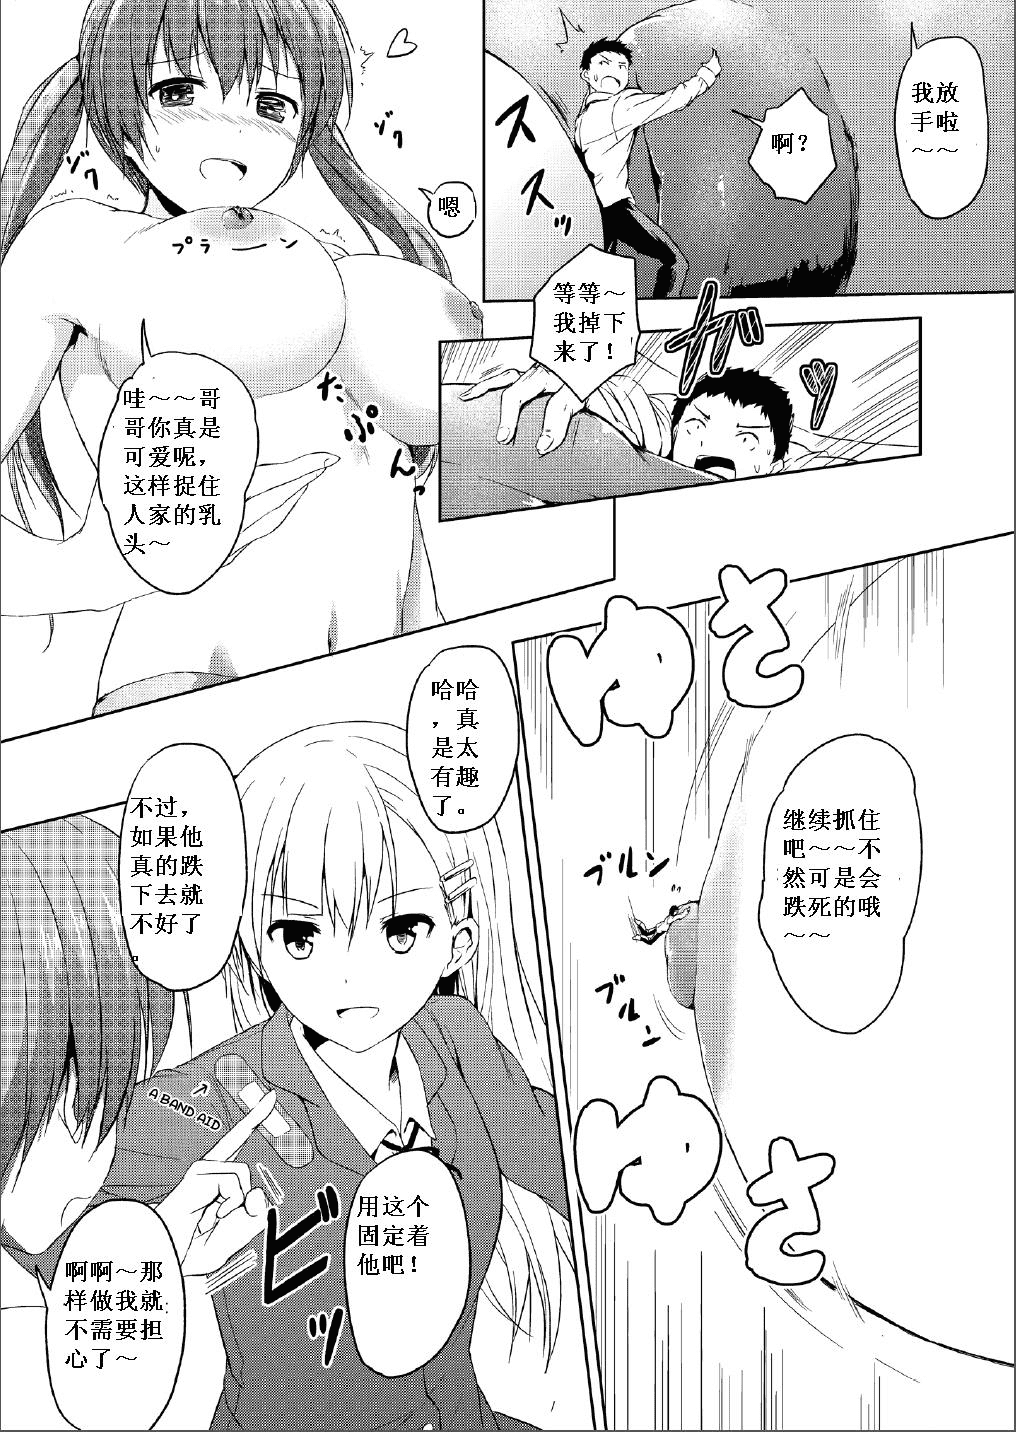 我放
手啦
～～
啊?
スス
スッ
等等～
我掉下
来了！
ガガ
ッ
嗯
ゾク
ゾク
プラーン
たぷん
哇～～哥
哥你真是
可爱呢，
这样捉住
人家的乳
头～
ゆさ
继续抓住
吧～～不
然可是会
跌死的哦
～～
ブルン
ブルン
ゆさ
哈哈，真是太有趣了。
不过，
如果他
真的跌
下去就
不好了
。
A BAND AID
用这个
固定着
他吧！
ビッ
啊啊～那
样做我就
不需要担
心了～